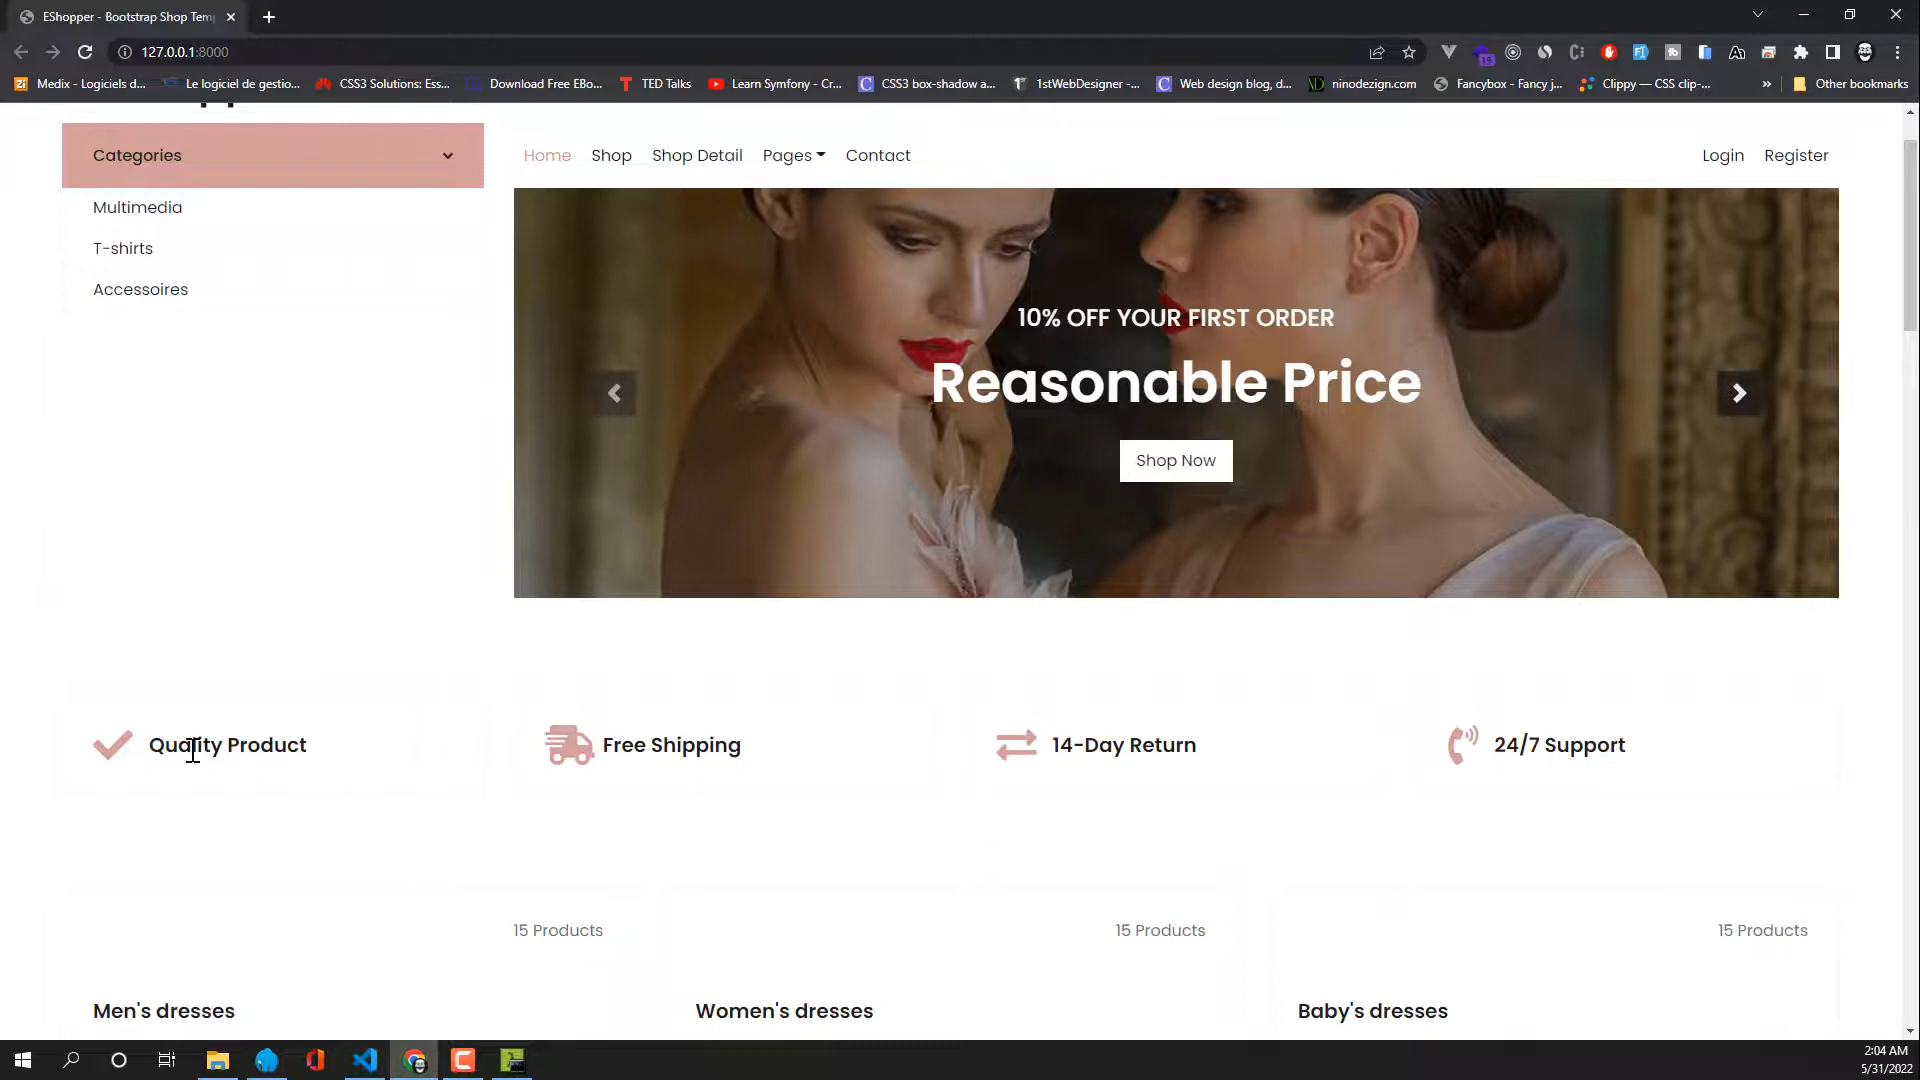 EShopper - Bootstrap Shop Tem
127.0.0.1:8000
19
Medix - Logiciels d... Le logiciel de gestio... CSS3 Solutions: Ess... Download Free EBo... TED Talks Learn Symfony - Cr... CSS3 box-shadow a... 1stWebDesigner -... Web design blog, d... ninodezign.com Fancybox - Fancy j... Clippy — CSS clip-... » Other bookmarks
Categories Home Shop Shop Detail Pages Contact Login Register
Multimedia
T-shirts
Accessoires
10% OFF YOUR FIRST ORDER
Reasonable Price
Shop Now
Quality Product Free Shipping 14-Day Return 24/7 Support
15 Products 15 Products 15 Products
Men's dresses Women's dresses Baby's dresses
2:04 AM
5/31/2022